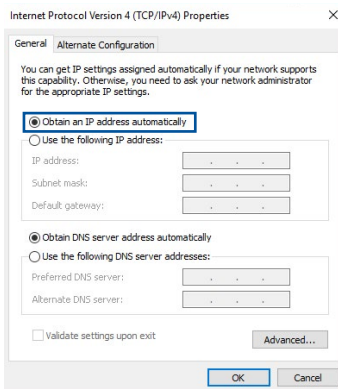 Internet Protocol Version 4 (TCP/IPv4) Properties
General
Alternate Configuration
You can get IP settings assigned automatically if your network supports
this capability. Otherwise, you need to ask your network administrator
for the appropriate IP settings.
Obtain an IP address automatically
Use the following IP address:
IP address:
Subnet mask:
Default gateway:
Obtain DNS server address automatically
Use the following DNS server addresses:
Preferred DNS server:
Alternate DNS server:
Validate settings upon exit
Advanced...
OK
Cancel